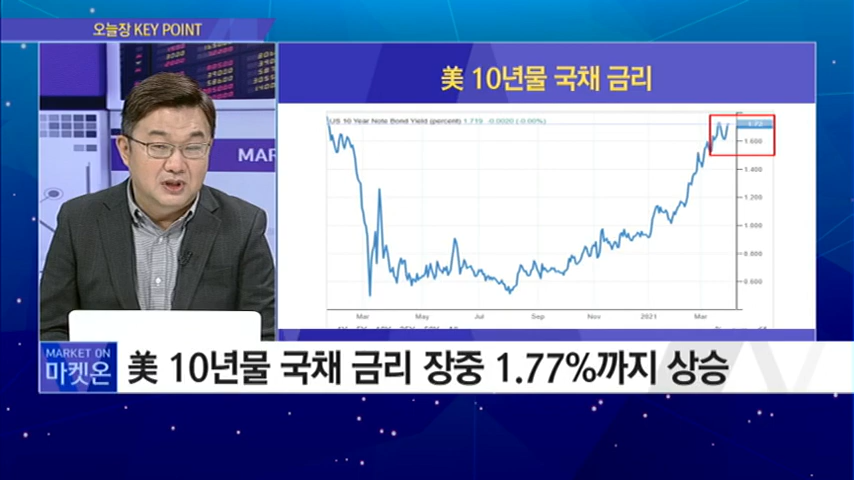 오늘장 KEY POINT
美 10년물 국채 금리
MAR
US 10 Year Note Bond Yield (percent) 1.719 -0.0020 (-0.00%)
1.72
1.600
1.400
1.200
1.000
0.800
0.600
Mar May Jul Sep Nov 2021 Mar
MARKET ON
마켓온
美 10년물 국채 금리 장중 1.77%까지 상승